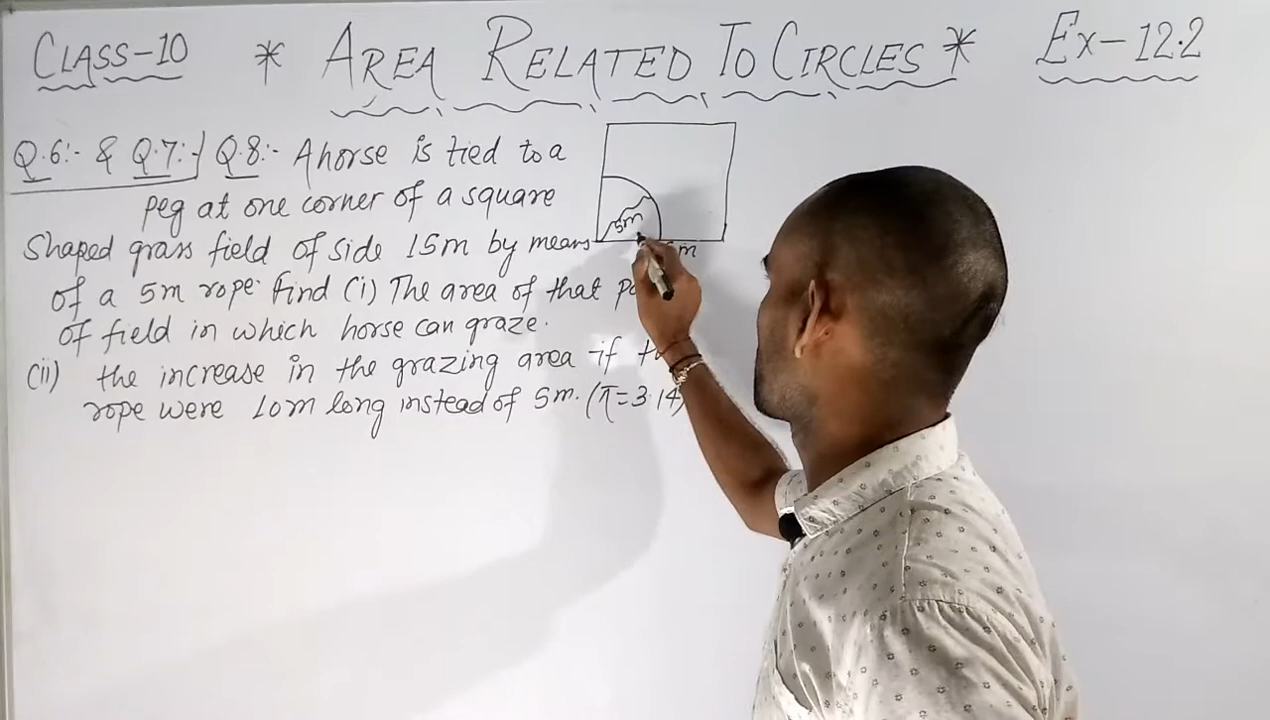 CLASS-10 * AREA RELATED TO CIRCLES * Ex-12.2
Q.6:- & Q.7:- Q.8:- A horse is tied to a
peg at one corner of a square
Shaped grass field of side 15m by means
of a 5m rope. Find (i) The area of that
of field in which horse can graze.
(ii) the increase in the grazing area if
rope were 10m long instead of 5m. (π=3.14)
5m
m